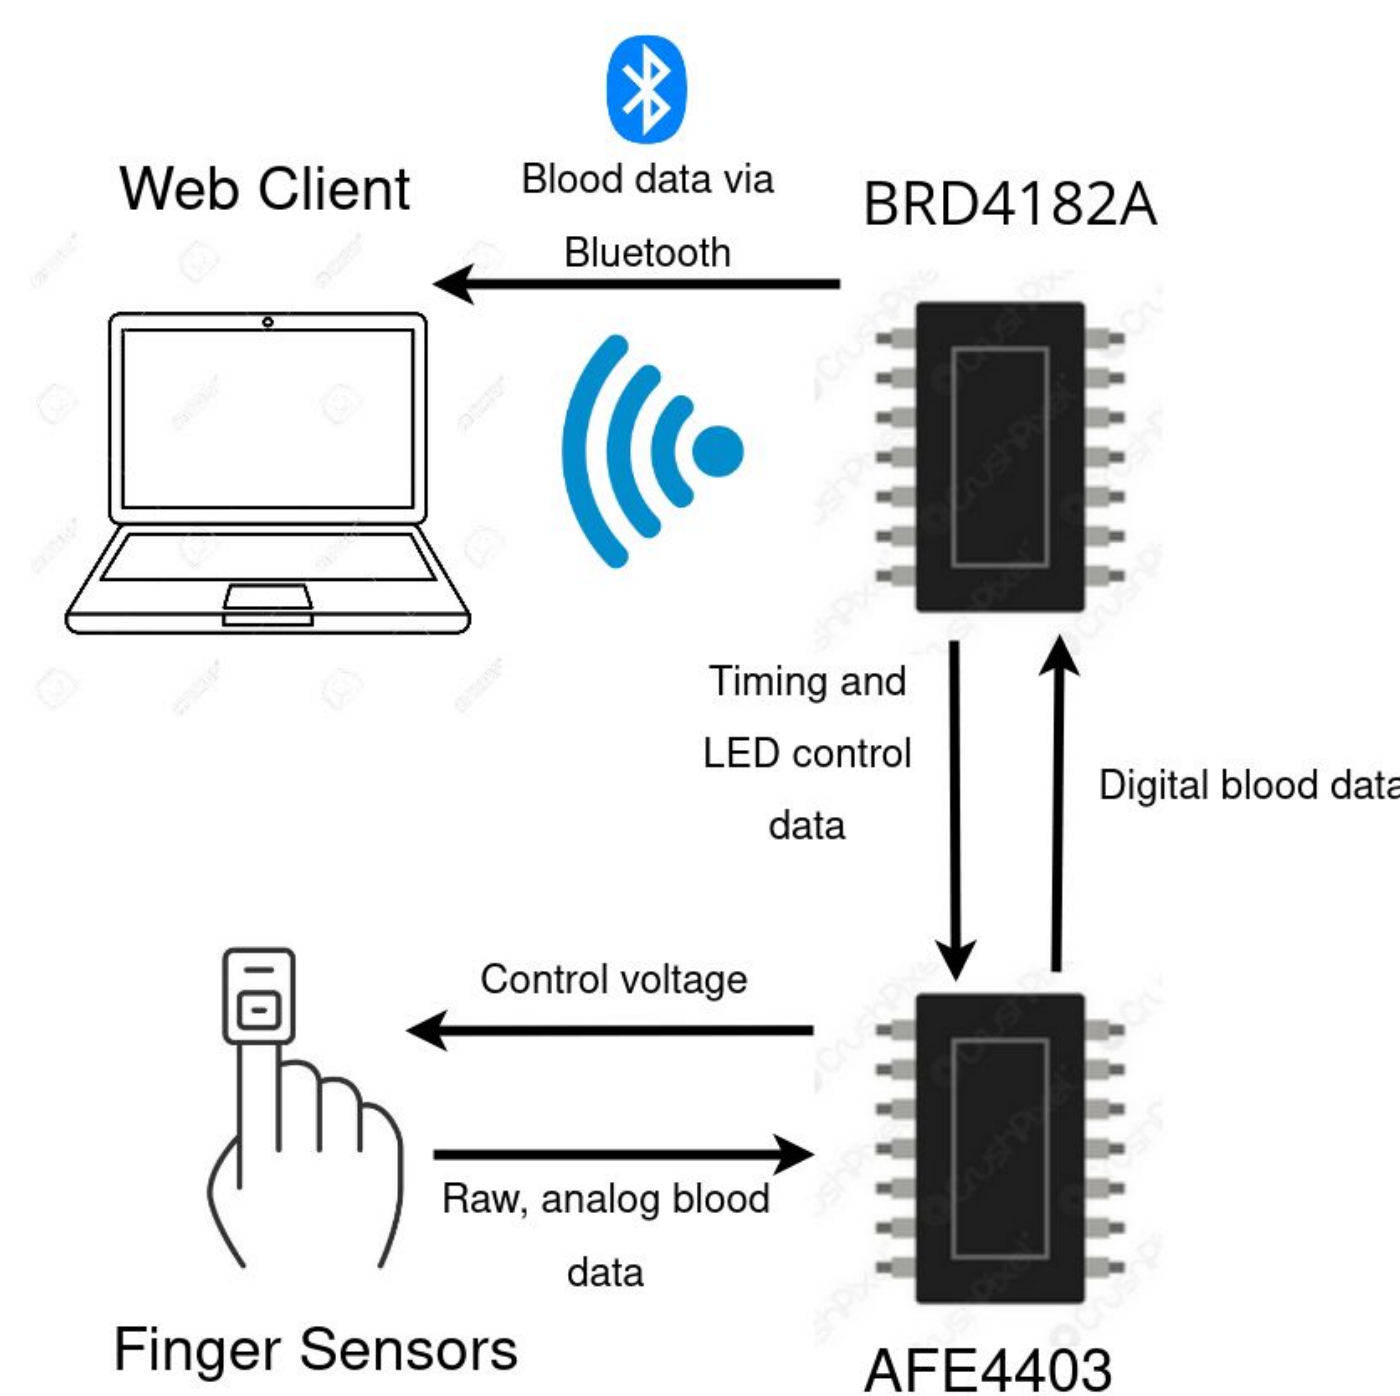 Web Client
Blood data via
Bluetooth
BRD4182A
Timing and
LED control
data
Digital blood data
Control voltage
Raw, analog blood
data
Finger Sensors
AFE4403